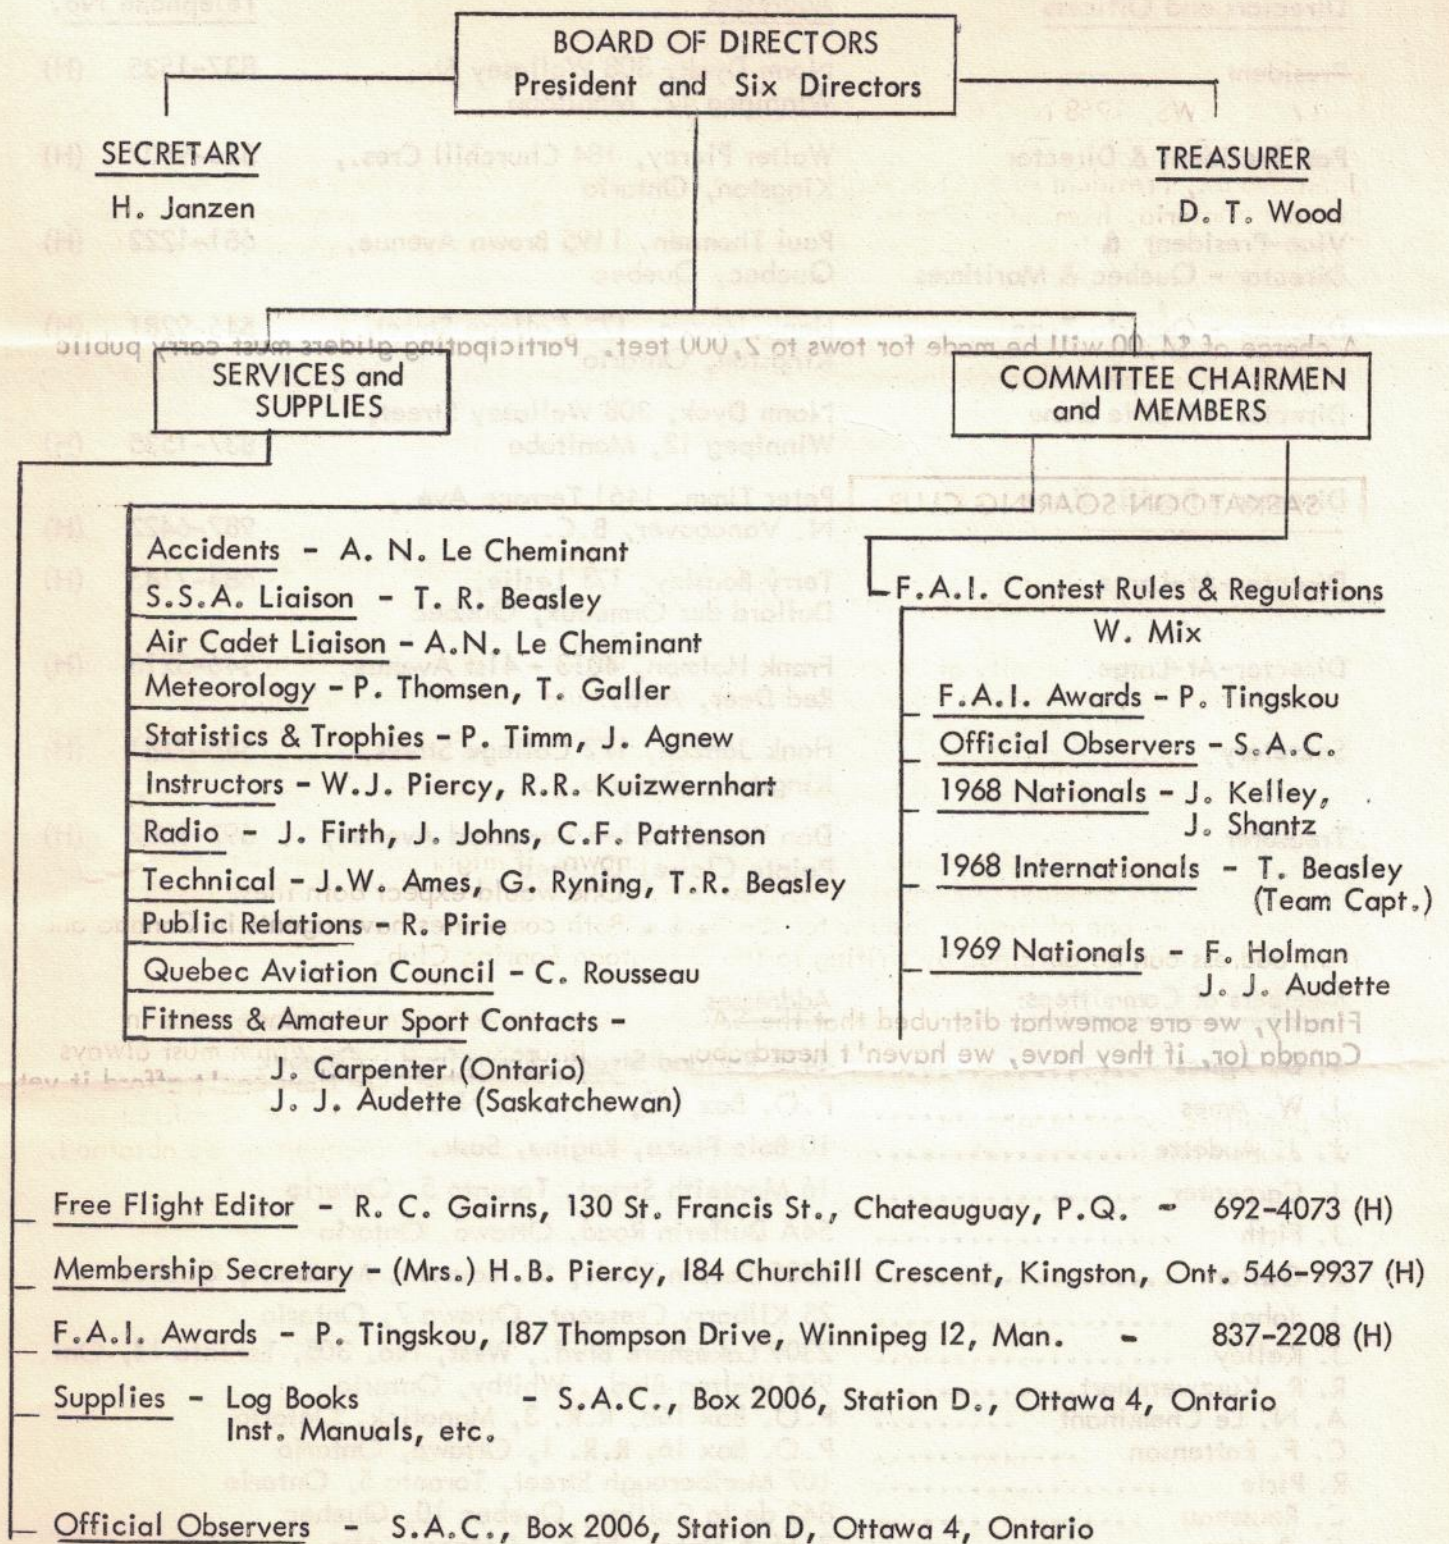 BOARD OF DIRECTORS
President and Six Directors
SECRETARY
H. Janzen
TREASURER
D. T. Wood
SERVICES and
SUPPLIES
COMMITTEE CHAIRMEN
and MEMBERS
Accidents - A. N. Le Cheminant
S.S.A. Liaison - T. R. Beasley
Air Cadet Liaison - A.N. Le Cheminant
Meteorology - P. Thomsen, T. Galler
Statistics & Trophies - P. Timm, J. Agnew
Instructors - W.J. Piercy, R.R. Kuizwernhart
Radio - J. Firth, J. Johns, C.F. Pattenson
Technical - J.W. Ames, G. Ryning, T.R. Beasley
Public Relations - R. Pirie
Quebec Aviation Council - C. Rousseau
Fitness & Amateur Sport Contacts -
J. Carpenter (Ontario)
J. J. Audette (Saskatchewan)
F.A.I. Contest Rules & Regulations
W. Mix
F.A.I. Awards - P. Tingskou
Official Observers - S.A.C.
1968 Nationals - J. Kelley,
J. Shantz
1968 Internationals - T. Beasley
(Team Capt.)
1969 Nationals - F. Holman
J. J. Audette
Free Flight Editor - R. C. Gairns, 130 St. Francis St., Chateauguay, P.Q. - 692-4073 (H)
Membership Secretary - (Mrs.) H.B. Piercy, 184 Churchill Crescent, Kingston, Ont. 546-9937 (H)
F.A.I. Awards - P. Tingskou, 187 Thompson Drive, Winnipeg 12, Man. - 837-2208 (H)
Supplies - Log Books - S.A.C., Box 2006, Station D., Ottawa 4, Ontario
Inst. Manuals, etc.
Official Observers - S.A.C., Box 2006, Station D, Ottawa 4, Ontario